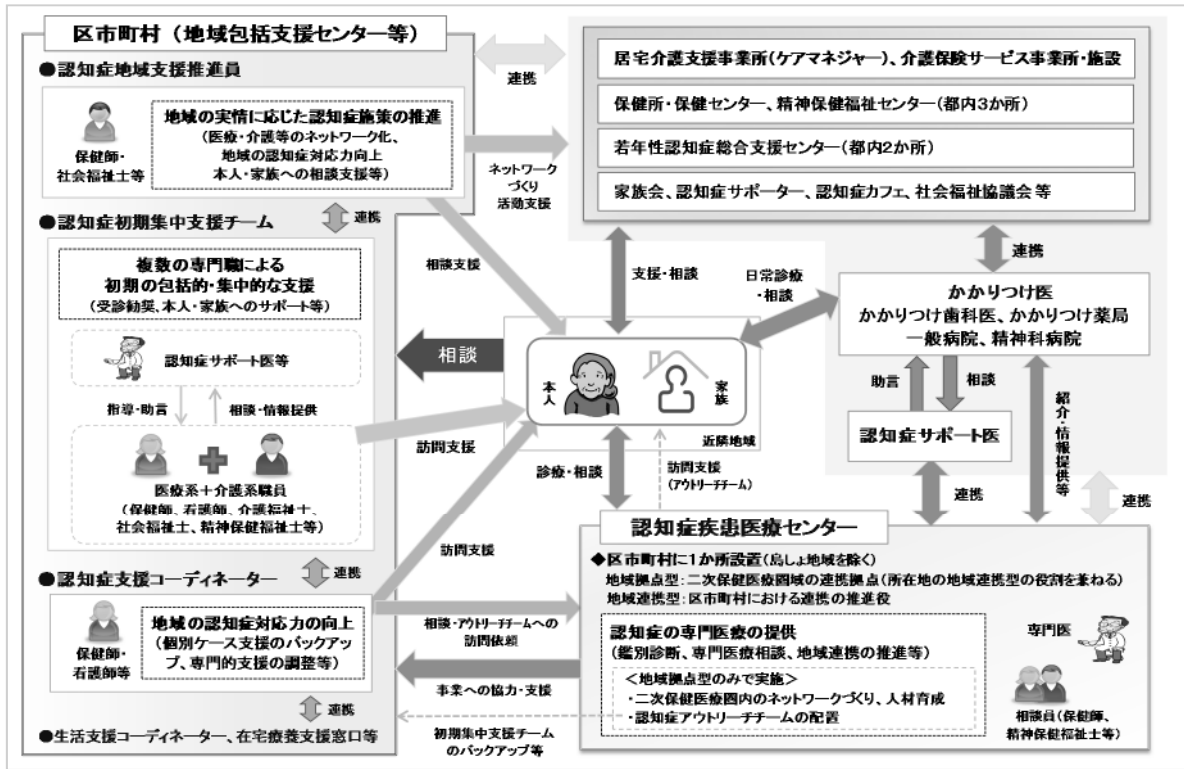 区市町村（地域包括支援センター等）
●認知症地域支援推進員
保健師・
社会福祉士等
地域の実情に応じた認知症施策の推進
（医療・介護等のネットワーク化、
地域の認知症対応力向上
本人・家族への相談支援等）
連携
●認知症初期集中支援チーム
複数の専門職による
初期の包括的・集中的な支援
（受診勧奨、本人・家族へのサポート等）
認知症サポート医等
指導・助言
相談・情報提供
医療系＋介護系職員
（保健師、看護師、介護福祉士、
社会福祉士、精神保健福祉士等）
連携
●認知症支援コーディネーター
保健師・
看護師等
地域の認知症対応力の向上
（個別ケース支援のバックアッ
プ、専門的支援の調整等）
連携
●生活支援コーディネーター、在宅療養支援窓口等
連携
ネットワーク
づくり
活動支援
相談支援
相談
訪問支援
訪問支援
相談・アウトリーチチームへの
訪問依頼
事業への協力・支援
初期集中支援チーム
のバックアップ等
居宅介護支援事業所（ケアマネジャー）、介護保険サービス事業所・施設
保健所・保健センター、精神保健福祉センター（都内3か所）
若年性認知症総合支援センター（都内2か所）
家族会、認知症サポーター、認知症カフェ、社会福祉協議会 等
支援・相談
日常診療
・相談
連携
本人
家族
近隣地域
診療・相談
訪問支援
（アウトリーチチーム）
かかりつけ医
かかりつけ歯科医、かかりつけ薬局
一般病院、精神科病院
助言
相談
認知症サポート医
紹介・情報提供等
連携
連携
認知症疾患医療センター
◆区市町村に1か所設置（島しょ地域を除く）
地域拠点型：二次保健医療圏域の連携拠点（所在地の地域連携型の役割を兼ねる）
地域連携型：区市町村における連携の推進役
認知症の専門医療の提供
（鑑別診断、専門医療相談、地域連携の推進等）
＜地域拠点型のみで実施＞
・二次保健医療圏内のネットワークづくり、人材育成
・認知症アウトリーチチームの配置
専門医
相談員（保健師、
精神保健福祉士等）